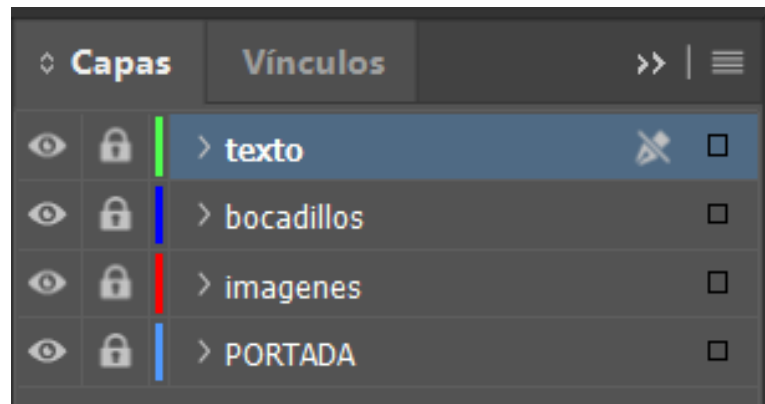 Capas Vínculos
texto
bocadillos
imagenes
PORTADA